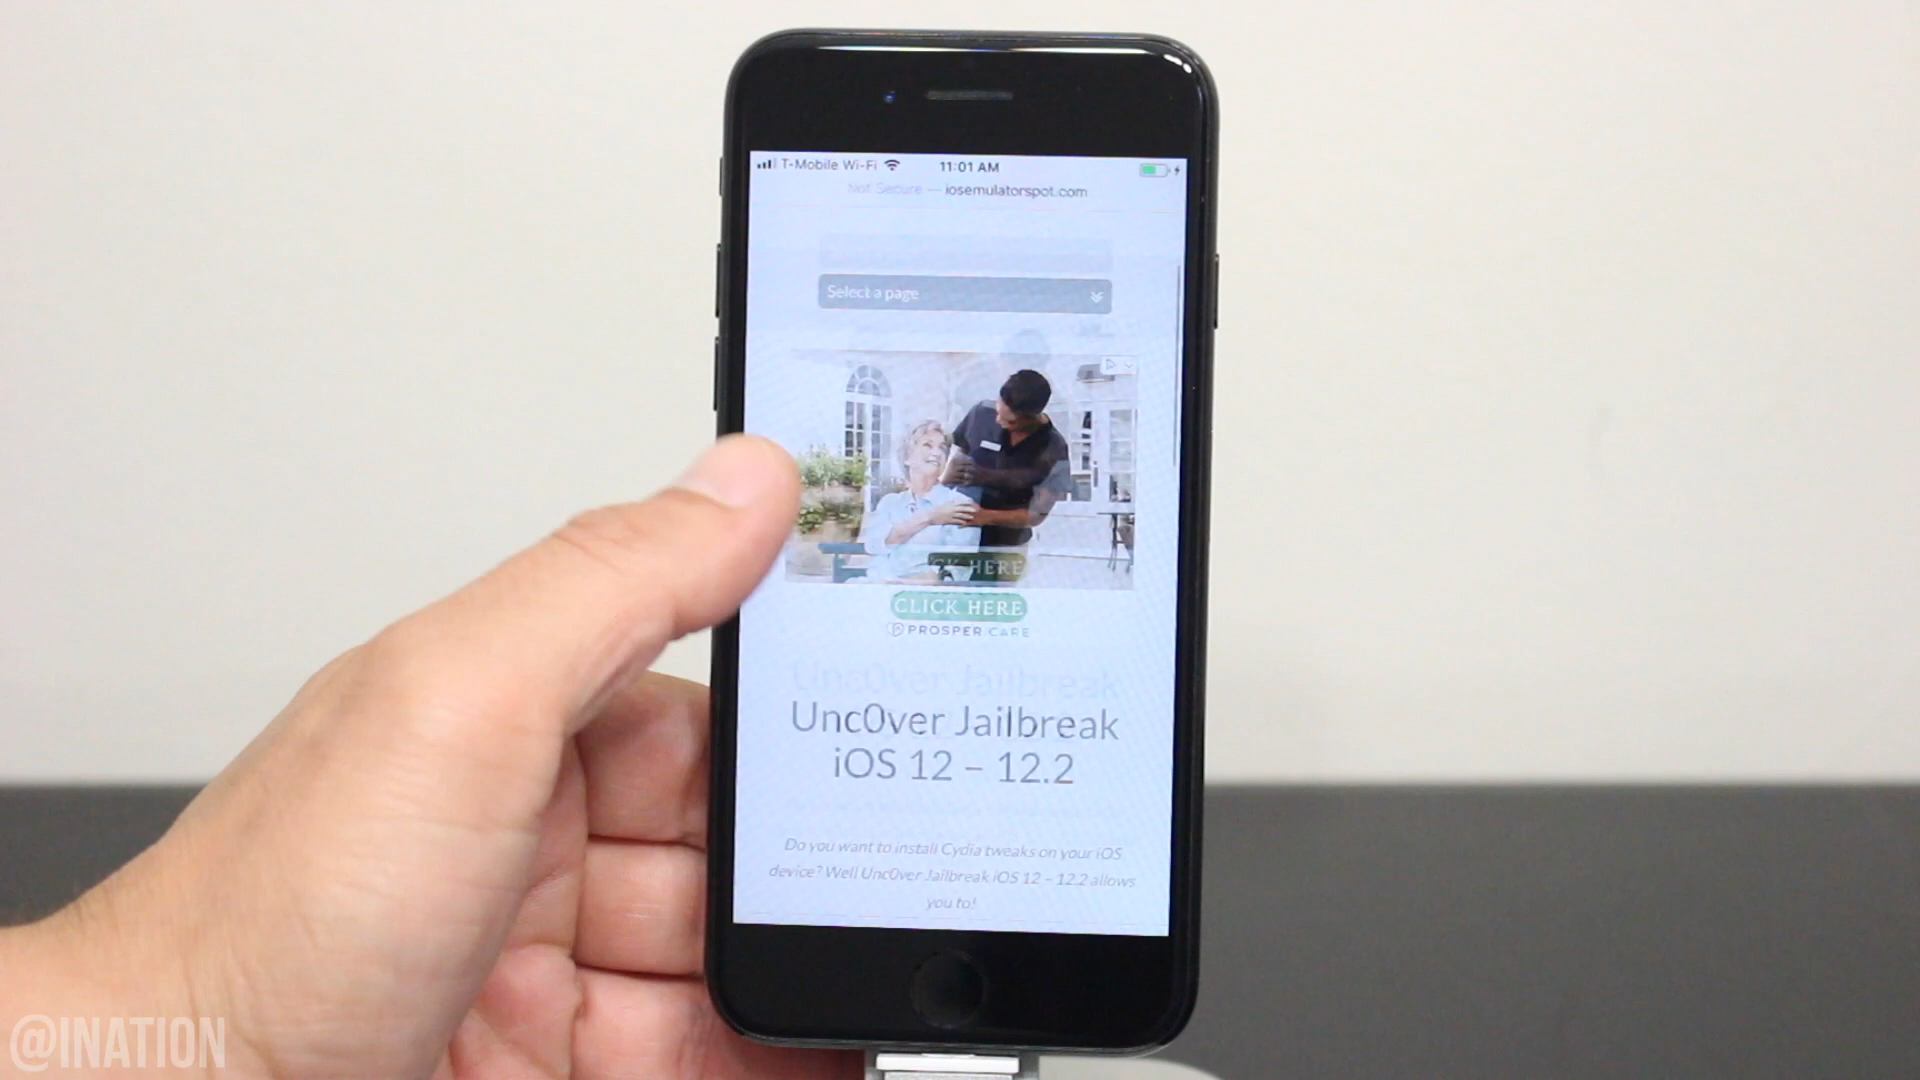 T-Mobile Wi-Fi 11:01 AM
Not Secure — iosemulatorspot.com
Select a page
CK HERE
CLICK HERE
PROSPER CARE
Unc0ver Jailbreak
Unc0ver Jailbreak
iOS 12 – 12.2
Do you want to install Cydia tweaks on your iOS
device? Well Unc0ver Jailbreak iOS 12 – 12.2 allows
you to!
@INATION